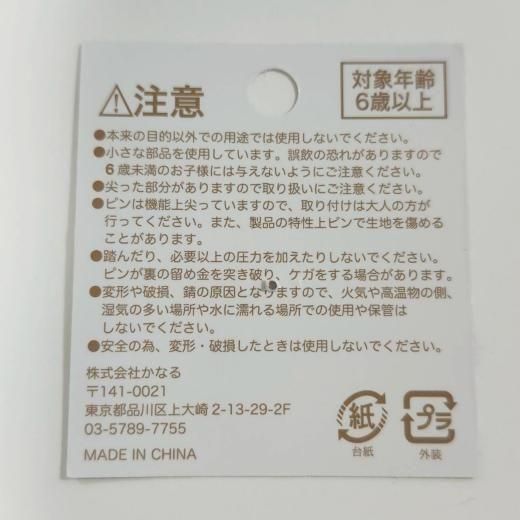 ⚠注意
対象年齢
6歳以上
●本来の目的以外での用途では使用しないでください。
●小さな部品を使用しています。誤飲の恐れがありますので
6歳未満のお子様には与えないようにご注意ください。
●尖った部分がありますので取り扱いにご注意ください。
●ピンは機能上尖っていますので、取り付けは大人の方が
行ってください。また、製品の特性上ピンで生地を傷める
ことがあります。
●踏んだり、必要以上の圧力を加えたりしないでください。
ピンが裏の留め金を突き破り、ケガをする場合があります。
●変形や破損、錆の原因となりますので、火気や高温物の側、
湿気の多い場所や水に濡れる場所での使用や保管は
しないでください。
●安全の為、変形・破損したときは使用しないでください。
株式会社かなる
〒141-0021
東京都品川区上大崎2-13-29-2F
03-5789-7755
MADE IN CHINA
紙
台紙
プラ
外装